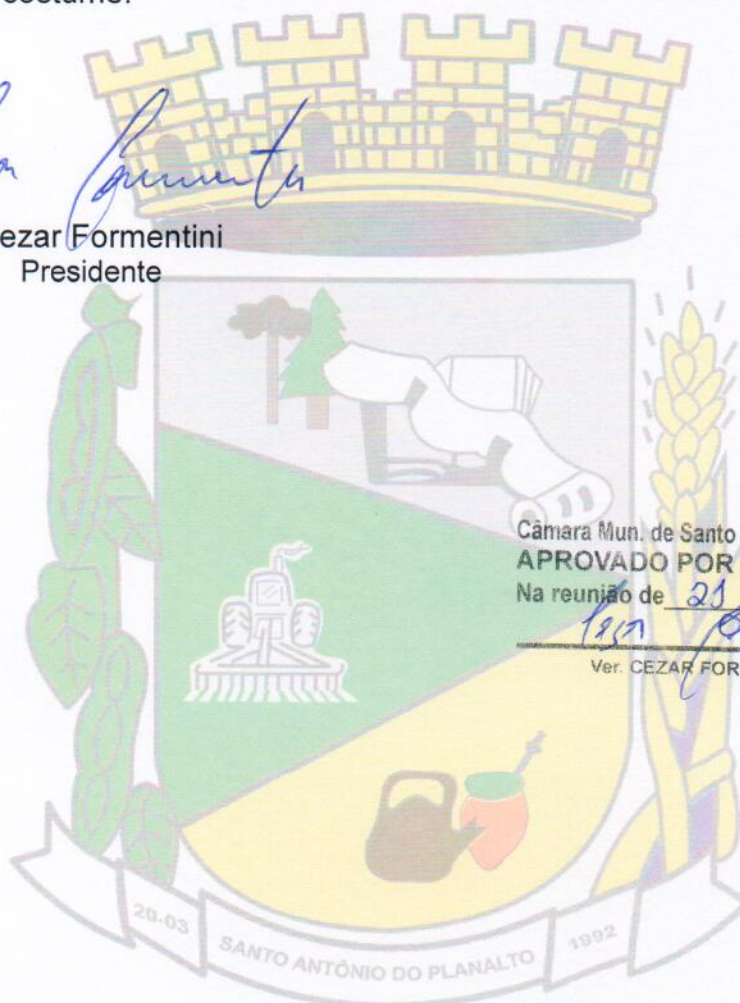 ezar Formentini
Presidente
Câmara Mun. de Santo
APROVADO POR
Na reunião de
Ver. CEZAR FOR
20-03 SANTO ANTÔNIO DO PLANALTO 1992